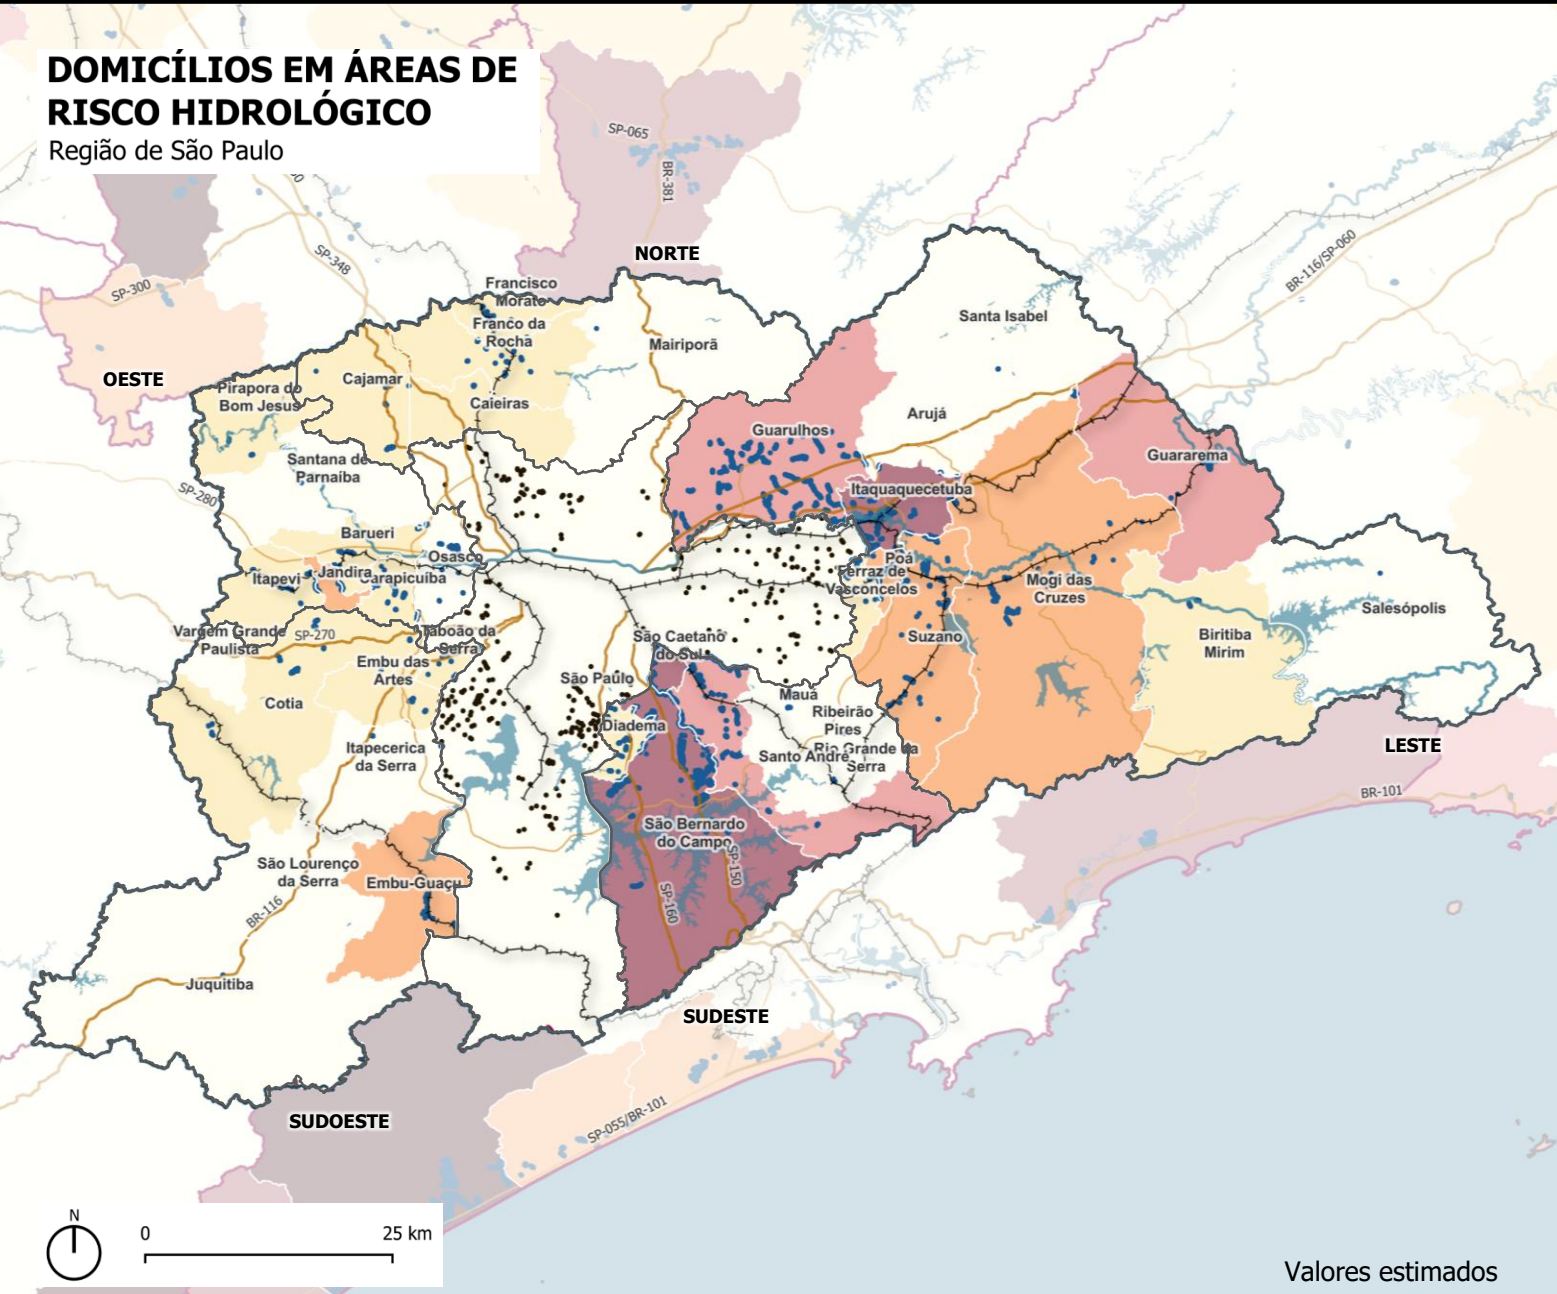 DOMICÍLIOS EM ÁREAS DE
RISCO HIDROLÓGICO
Região de São Paulo
SP-065
BR-381
NORTE
SP-348
BR-116/SP-060
SP-300
Francisco
Morato
Franco da
Rocha
Santa Isabel
Mairiporã
OESTE
Pirapora do
Bom Jesus
Cajamar
Caieiras
Arujá
Guarulhos
Guararema
Santana de
Parnaíba
SP-280
Itaquaquecetuba
Barueri
Osasco
Itapevi
Jandira
Carapicuíba
Poá
Ferraz de
Vasconcelos
Mogi das
Cruzes
Salesópolis
Vargem Grande
Paulista
SP-270
Taboão da
Serra
São Caetano
do Sul
Suzano
Biritiba
Mirim
Embu das
Artes
São Paulo
Mauá
Cotia
Ribeirão
Pires
Diadema
Itapecerica
da Serra
Santo André
Rio Grande da
Serra
LESTE
BR-101
São Bernardo
do Campo
SP-150
SP-160
São Lourenço
da Serra
Embu-Guaçu
BR-116
Juquitiba
SUDESTE
SUDOESTE
SP-055/BR-101
N
0
25 km
Valores estimados